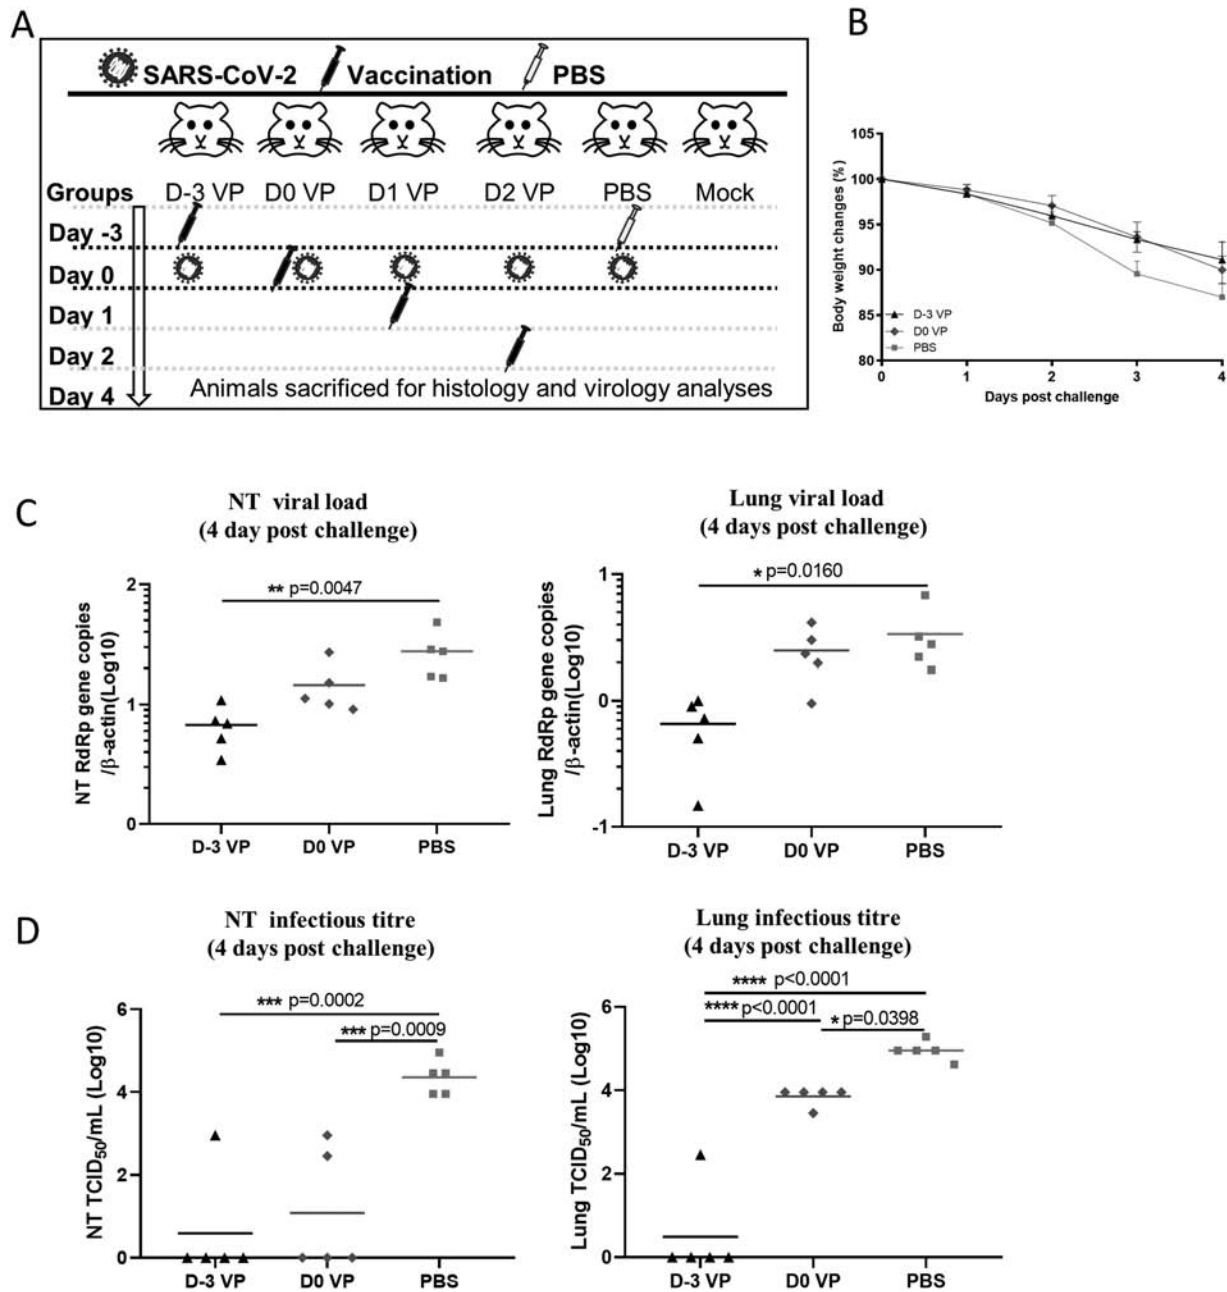 A
SARS-CoV-2 Vaccination PBS
Groups D-3 VP D0 VP D1 VP D2 VP PBS Mock
Day -3
Day 0
Day 1
Day 2
Day 4 Animals sacrificed for histology and virology analyses
B
Body weight changes (%)
105
100
95
90
85
80
D-3 VP
D0 VP
PBS
0 1 2 3 4
Days post challenge
C
NT viral load
(4 day post challenge)
NT RdRp gene copies
/β-actin(Log10)
2
1
0
** p=0.0047
D-3 VP D0 VP PBS
Lung viral load
(4 days post challenge)
Lung RdRp gene copies
/β-actin(Log10)
1
0
-1
* p=0.0160
D-3 VP D0 VP PBS
D
NT infectious titre
(4 days post challenge)
NT TCID50/mL (Log10)
6
4
2
0
*** p=0.0002
*** p=0.0009
D-3 VP D0 VP PBS
Lung infectious titre
(4 days post challenge)
Lung TCID50/mL (Log10)
6
4
2
0
**** p<0.0001
**** p<0.0001
* p=0.0398
D-3 VP D0 VP PBS